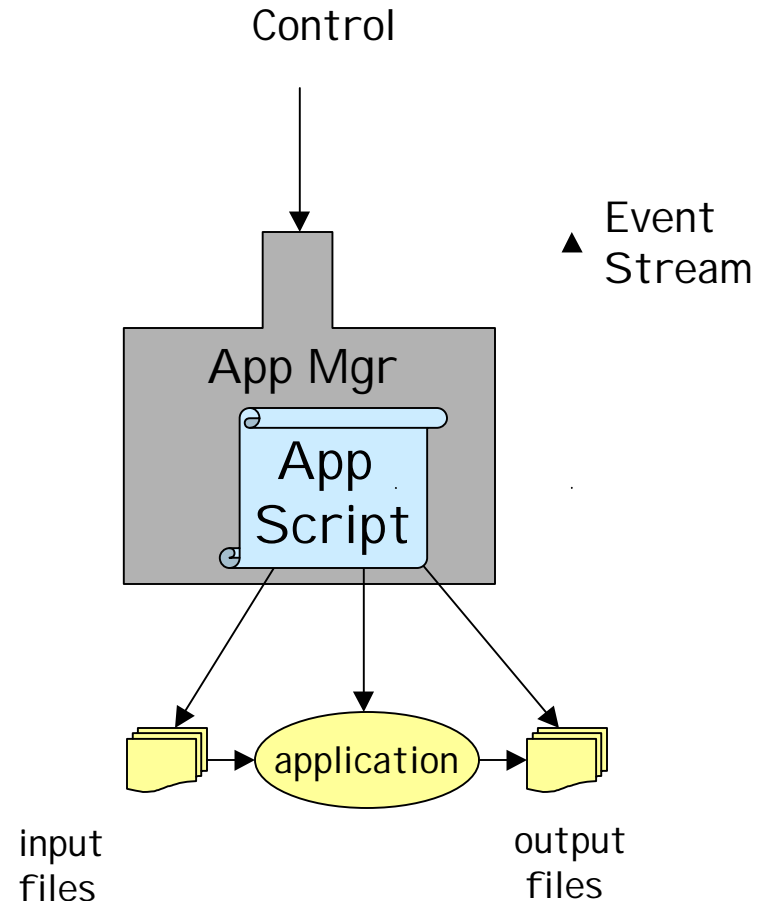 Control
Event
Stream
App Mgr
App
Script
application
input
files
output
files